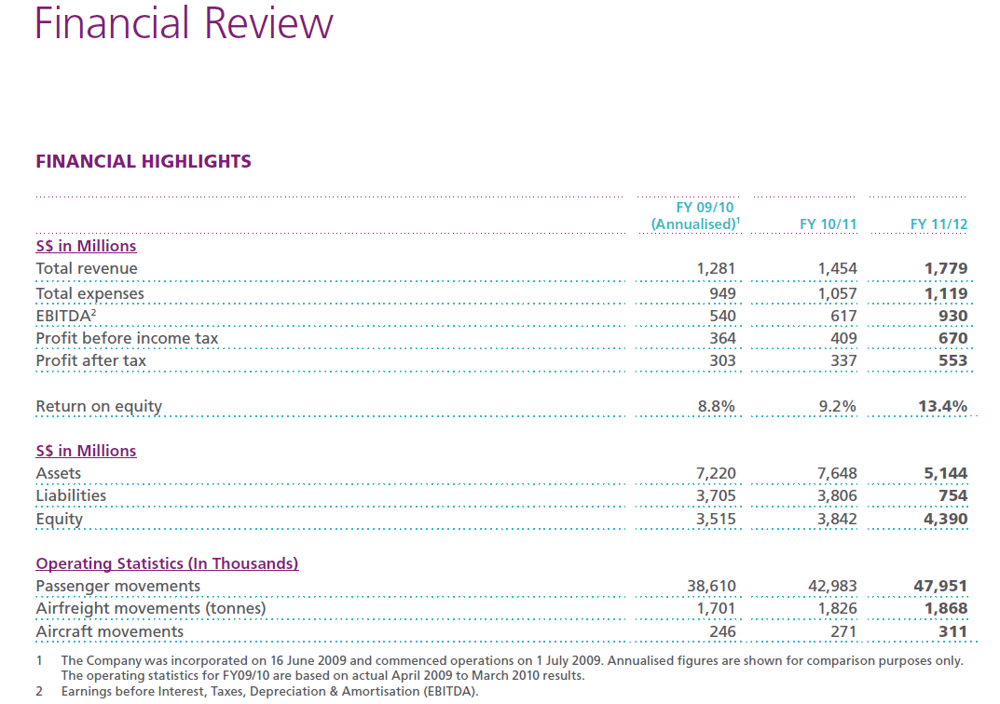 Financial Review
FINANCIAL HIGHLIGHTS
FY 09/10
(Annualised)1 FY 10/11 FY 11/12
S$ in Millions
Total revenue 1,281 1,454 1,779
Total expenses 949 1,057 1,119
EBITDA2 540 617 930
Profit before income tax 364 409 670
Profit after tax 303 337 553
Return on equity 8.8% 9.2% 13.4%
S$ in Millions
Assets 7,220 7,648 5,144
Liabilities 3,705 3,806 754
Equity 3,515 3,842 4,390
Operating Statistics (In Thousands)
Passenger movements 38,610 42,983 47,951
Airfreight movements (tonnes) 1,701 1,826 1,868
Aircraft movements 246 271 311
1 The Company was incorporated on 16 June 2009 and commenced operations on 1 July 2009. Annualised figures are shown for comparison purposes only.
The operating statistics for FY09/10 are based on actual April 2009 to March 2010 results.
2 Earnings before Interest, Taxes, Depreciation & Amortisation (EBITDA).